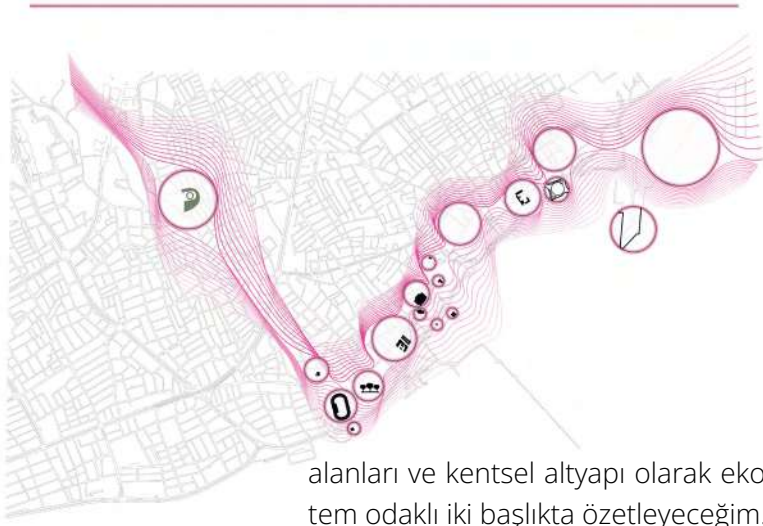 alanları ve kentsel altyapı olarak eko
tem odaklı iki başlıkta özetleyeceğim.